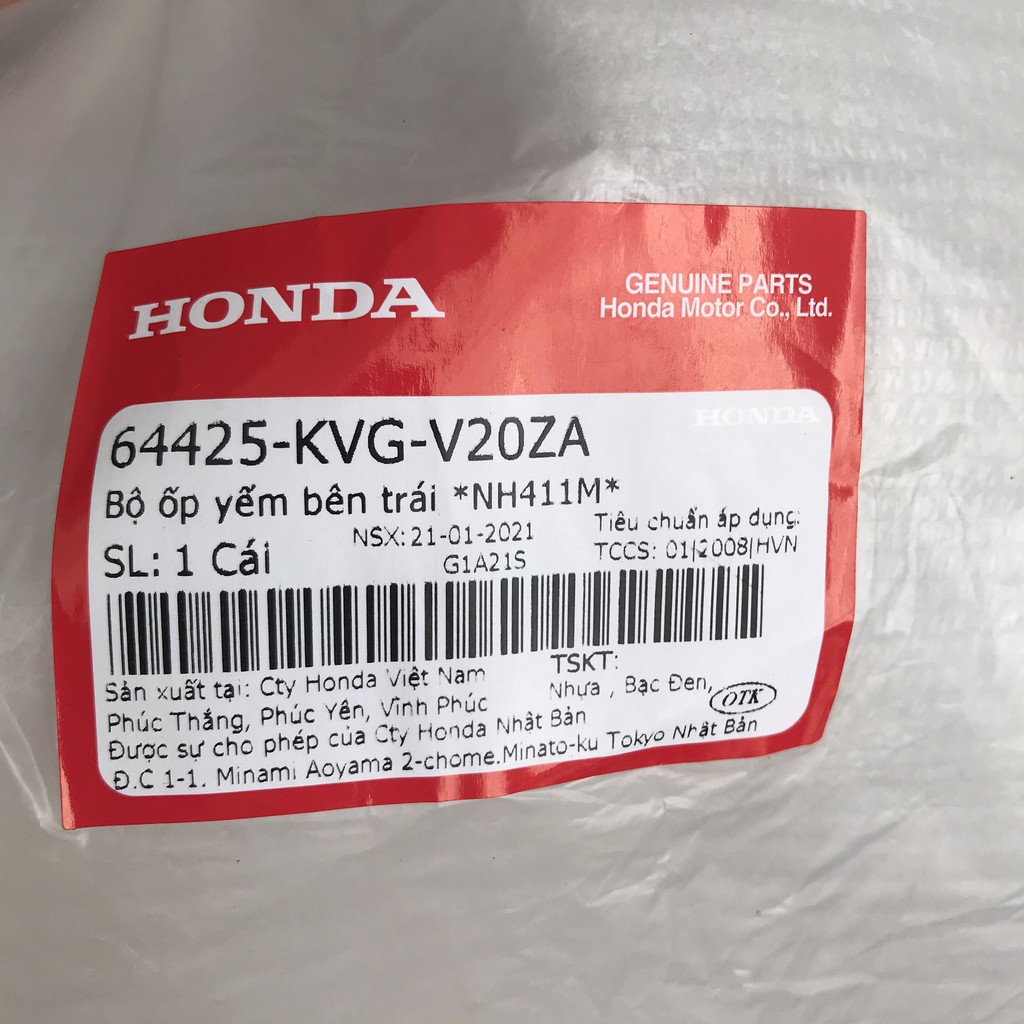 HONDA
GENUINE PARTS
Honda Motor Co., Ltd.
HONDA
64425-KVG-V20ZA
Bộ ốp yếm bên trái *NH411M*
SL: 1 Cái
NSX: 21-01-2021
G1A21S
Tiêu chuẩn áp dụng:
TCCS: 01|2008|HVN
Sản xuất tại: Cty Honda Việt Nam
Phúc Thắng, Phúc Yên, Vĩnh Phúc
TSKT:
Nhựa , Bạc Đen,
OTK
Được sự cho phép của Cty Honda Nhật Bản
Đ.C 1-1. Minami Aoyama 2-chome.Minato-ku Tokyo Nhật Bản